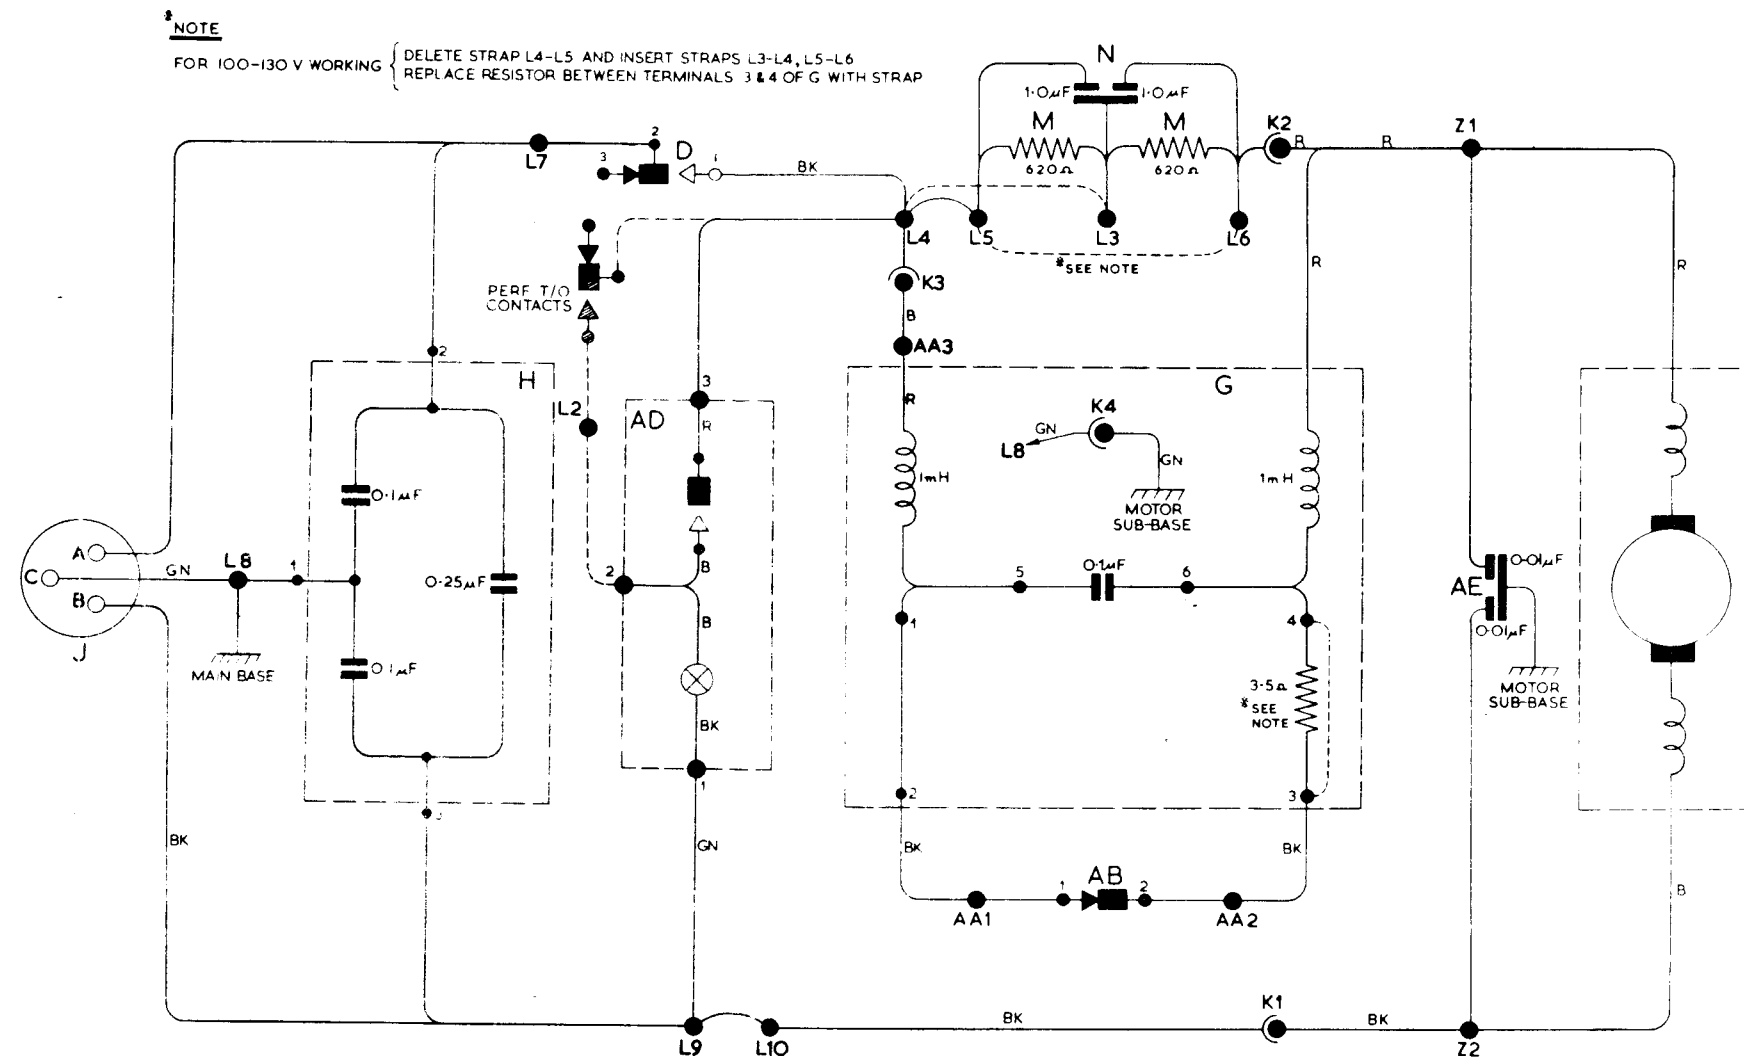 *
NOTE
FOR 100-130 V WORKING { DELETE STRAP L4-L5 AND INSERT STRAPS L3-L4, L5-L6
REPLACE RESISTOR BETWEEN TERMINALS 3 & 4 OF G WITH STRAP
N
1·0µF 1·0µF
M M
620Ω 620Ω
K2
R R
Z1
L7
2
3 D 1
BK
L4 L5 L3 L6
*SEE NOTE
PERF T/O
CONTACTS
K3
B
AA3
R R
2
H
L2
3
AD
R
G
R
K4
GN
L8
GN
1mH 1mH
MOTOR
SUB-BASE
0·1µF
A
C
B
J
GN
L8
1
MAIN BASE
0·25µF
0·1µF
2
B
B
BK
1
5 0·1µF 6
1 4
3·5Ω
*SEE
NOTE
2 3
0·01µF
AE
0·01µF
MOTOR
SUB-BASE
3
BK
GN
BK BK
AB
1 2
AA1 AA2
B
L9 L10
BK
K1
BK
Z2